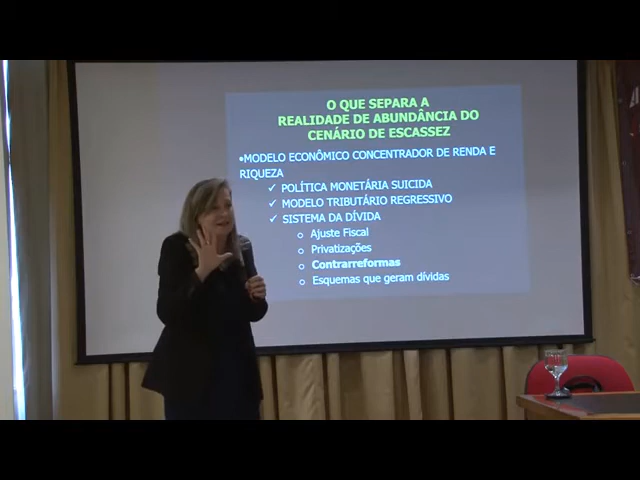 O QUE SEPARA A
REALIDADE DE ABUNDÂNCIA DO
CENÁRIO DE ESCASSEZ
•MODELO ECONÔMICO CONCENTRADOR DE RENDA E
RIQUEZA
✓ POLÍTICA MONETÁRIA SUICIDA
✓ MODELO TRIBUTÁRIO REGRESSIVO
✓ SISTEMA DA DÍVIDA
o Ajuste Fiscal
o Privatizações
o Contrarreformas
o Esquemas que geram dívidas